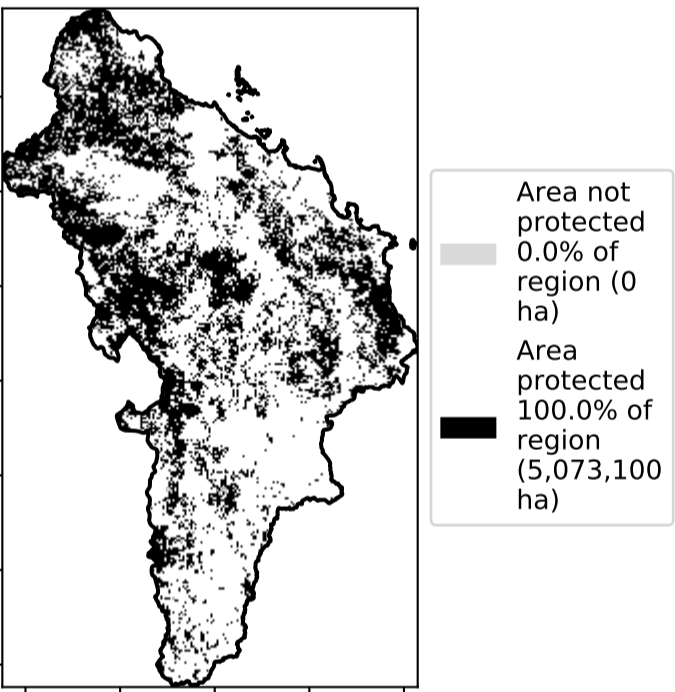 Area not
protected
0.0% of
region (0
ha)
Area
protected
100.0% of
region
(5,073,100
ha)